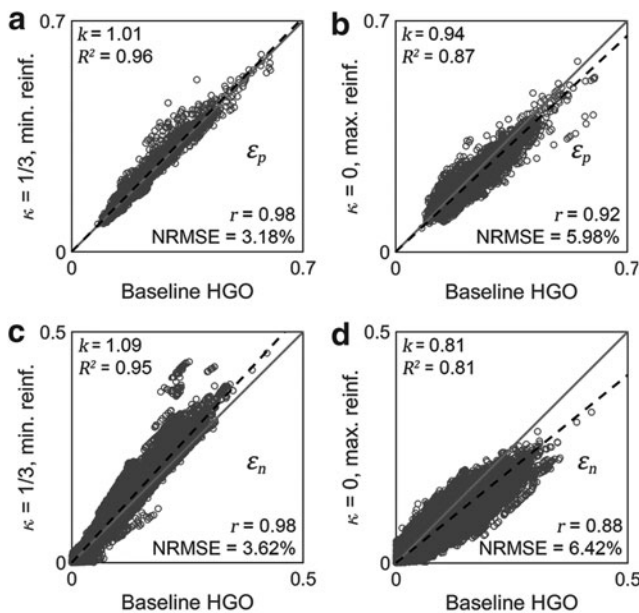 a
0.7
k = 1.01
R² = 0.96
κ = 1/3, min. reinf.
εp
r = 0.98
NRMSE = 3.18%
0
0
0.7
Baseline HGO
b
0.7
k = 0.94
R² = 0.87
κ = 0, max. reinf.
εp
r = 0.92
NRMSE = 5.98%
0
0
0.7
Baseline HGO
c
0.5
k = 1.09
R² = 0.95
κ = 1/3, min. reinf.
εn
r = 0.98
NRMSE = 3.62%
0
0
0.5
Baseline HGO
d
0.5
k = 0.81
R² = 0.81
κ = 0, max. reinf.
εn
r = 0.88
NRMSE = 6.42%
0
0
0.5
Baseline HGO